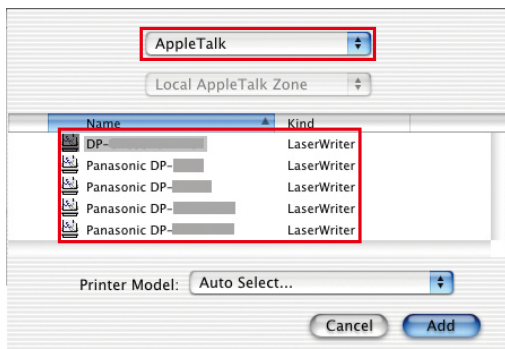 AppleTalk
Local AppleTalk Zone
Name Kind
DP- LaserWriter
Panasonic DP- LaserWriter
Panasonic DP- LaserWriter
Panasonic DP- LaserWriter
Panasonic DP- LaserWriter
Printer Model: Auto Select...
Cancel Add